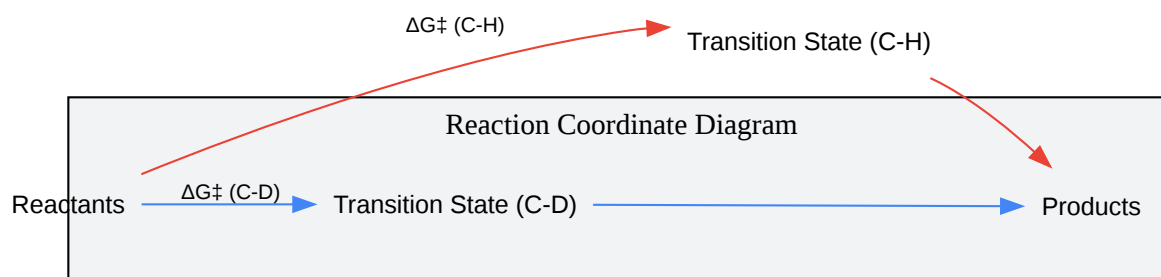 ΔG‡ (C-H)
Transition State (C-H)
Reaction Coordinate Diagram
Reactants
ΔG‡ (C-D)
Transition State (C-D)
Products